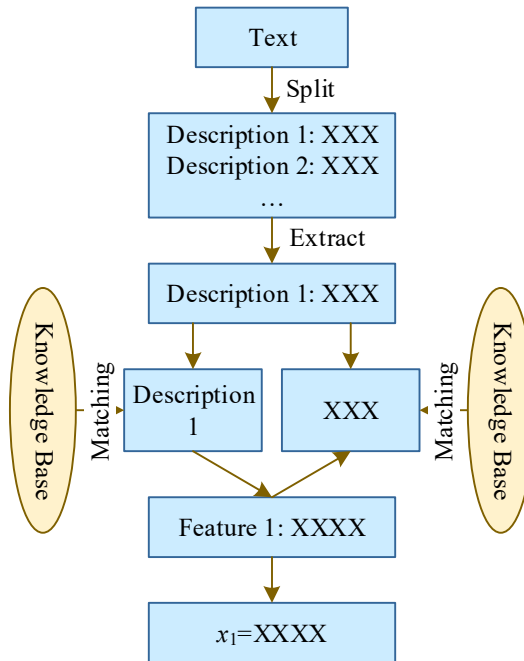 Text
Split
Description 1: XXX
Description 2: XXX
…
Extract
Description 1: XXX
Knowledge Base
Matching
Description
1
XXX
Matching
Knowledge Base
Feature 1: XXXX
x₁=XXXX